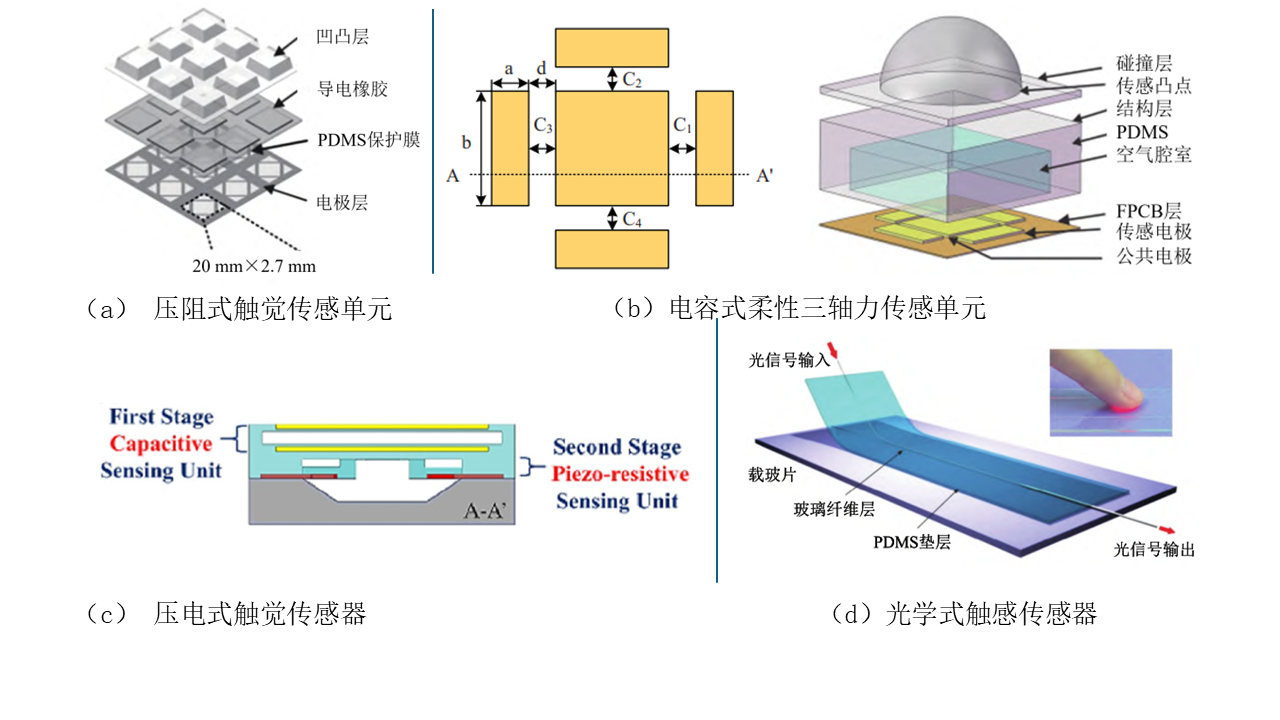 凹凸层
导电橡胶
PDMS保护膜
电极层
20 mm×2.7 mm
a
d
C₂
b
C₃
C₁
A
A'
C₄
碰撞层
传感凸点
结构层
PDMS
空气腔室
FPCB层
传感电极
公共电极
（a） 压阻式触觉传感单元
（b）电容式柔性三轴力传感单元
First Stage
Capacitive
Sensing Unit
Second Stage
Piezo-resistive
Sensing Unit
A-A'
光信号输入
载玻片
玻璃纤维层
PDMS垫层
光信号输出
（c） 压电式触觉传感器
（d）光学式触感传感器